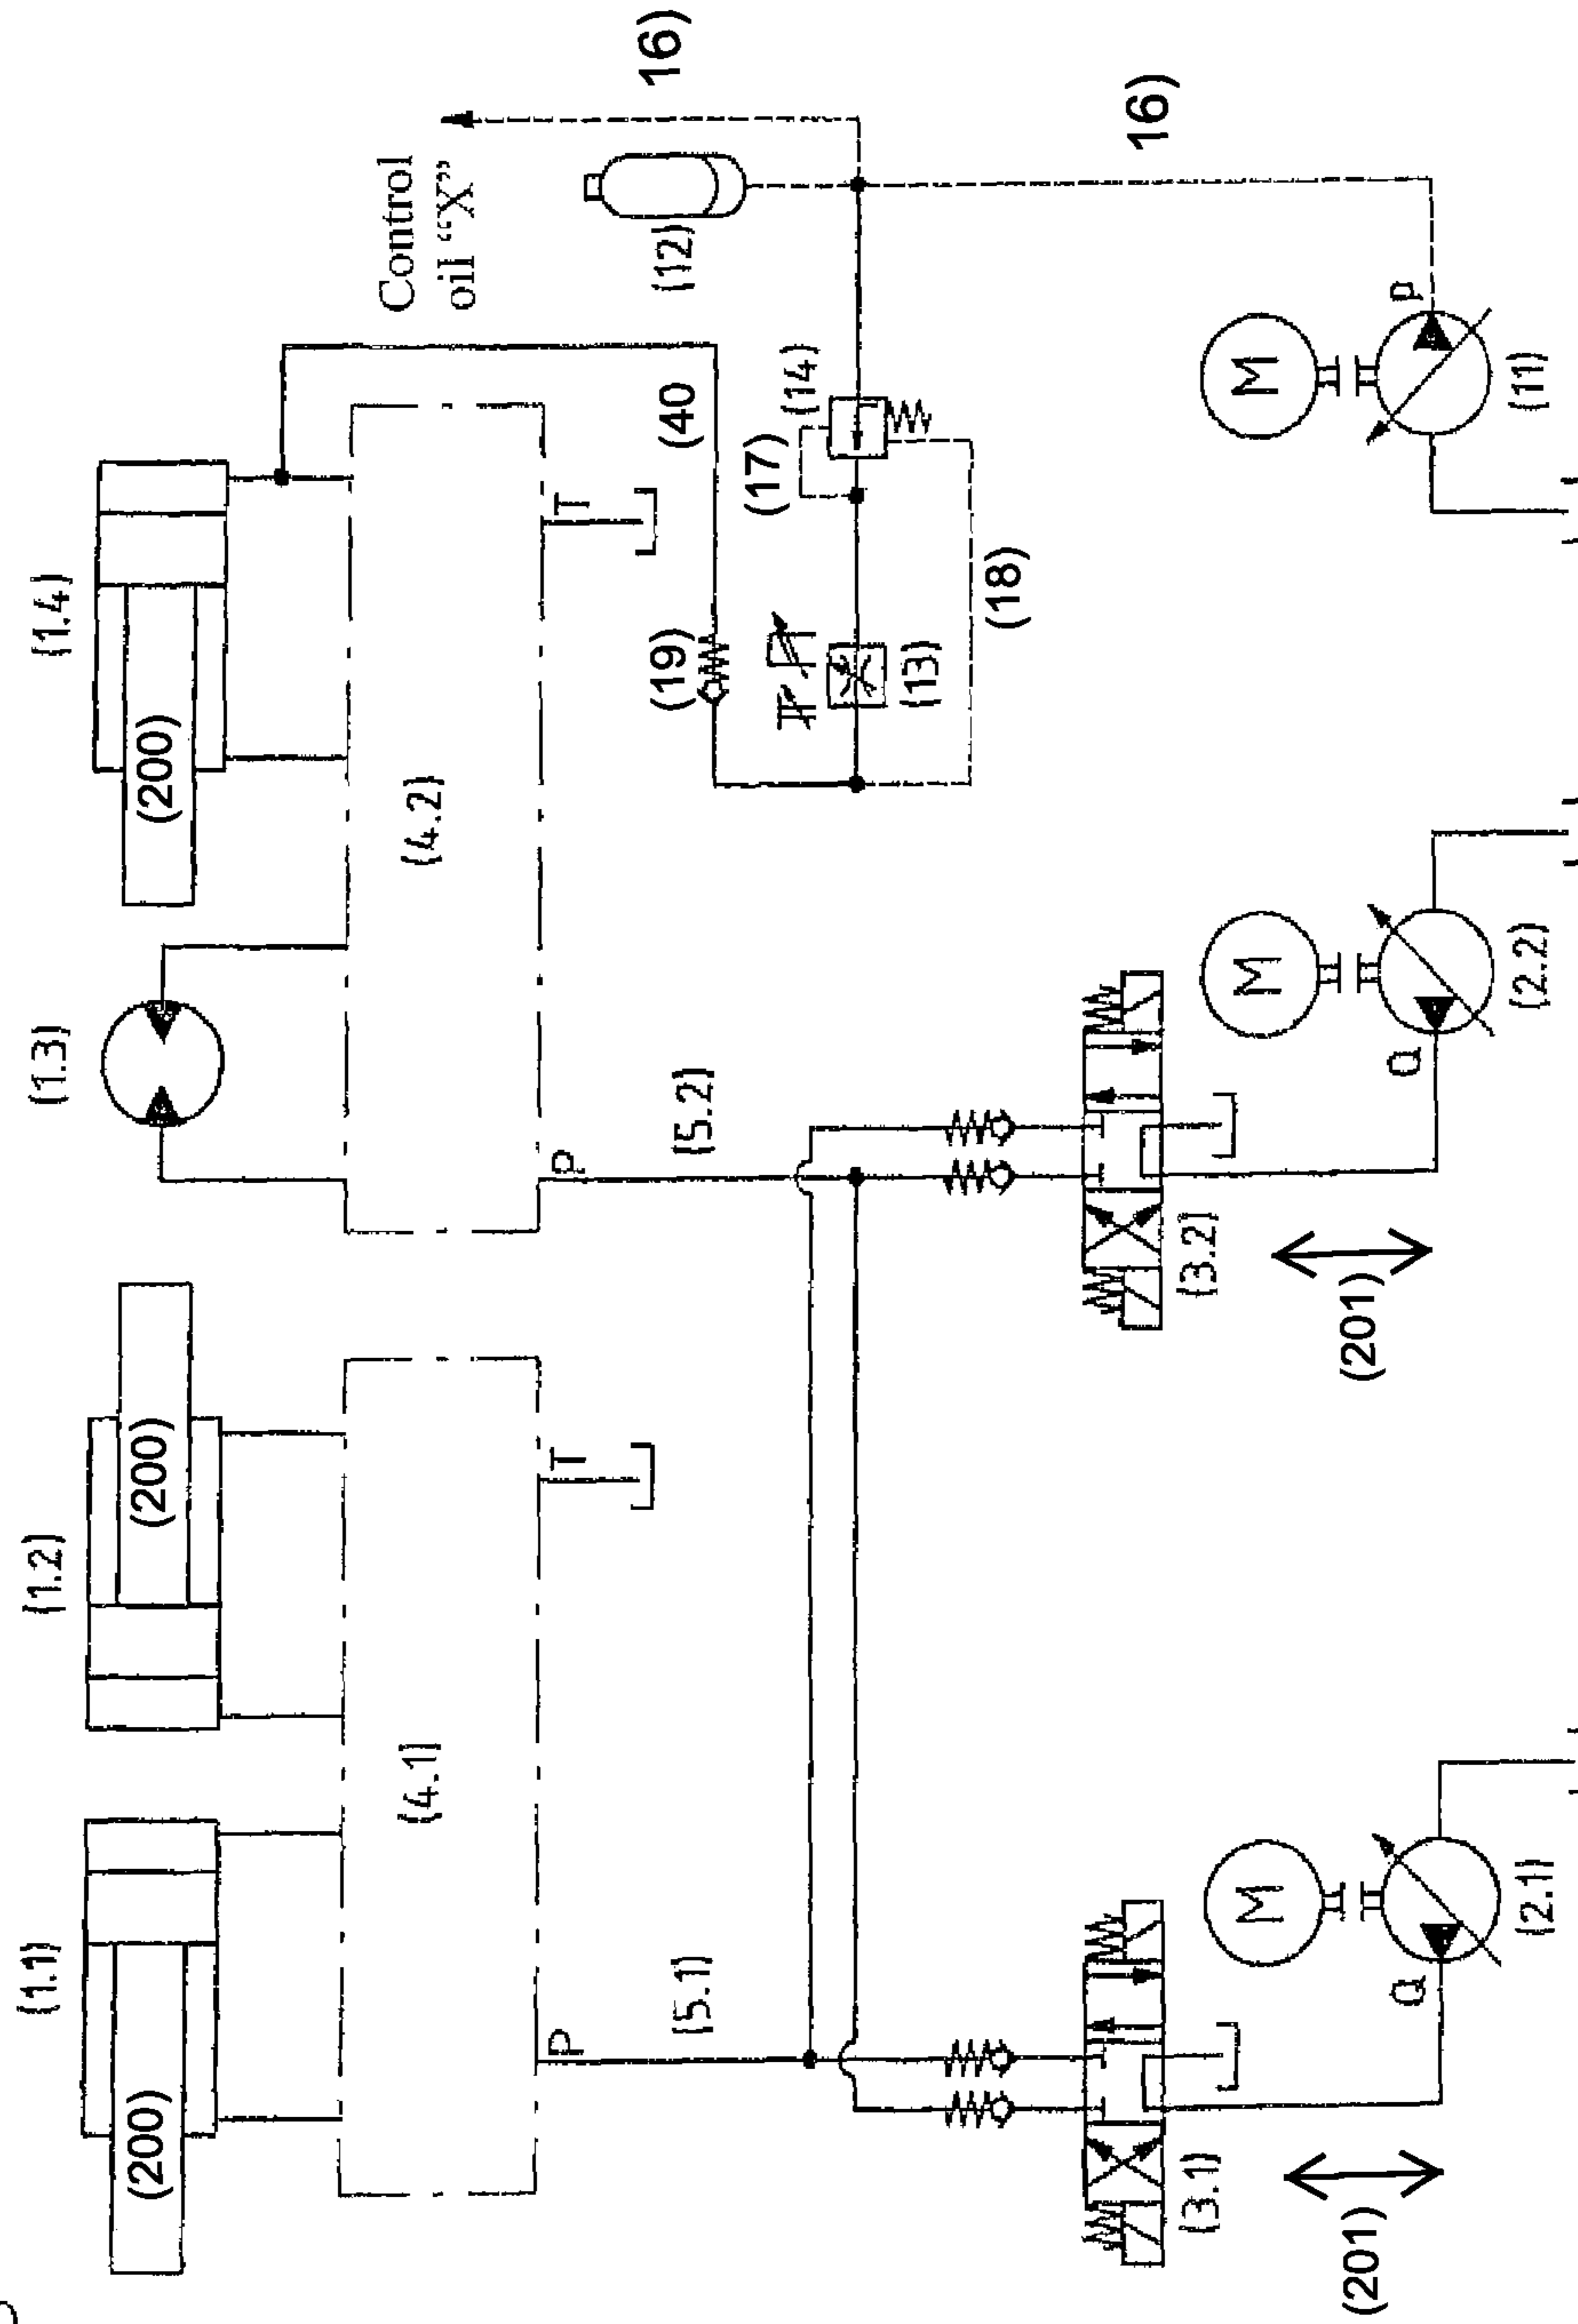 (1.1)
(1.2)
(1.3)
(1.4)
(200)
(200)
(200)
Control
oil “X”
(4.1)
(4.2)
P
T
P
T
(5.1)
(5.2)
(19)
(40
(12)
16)
(17)
(14)
(13)
(18)
16)
(3.1)
(3.2)
M
M
M
(201)
(201)
Q
Q
p
(2.1)
(2.2)
(11)